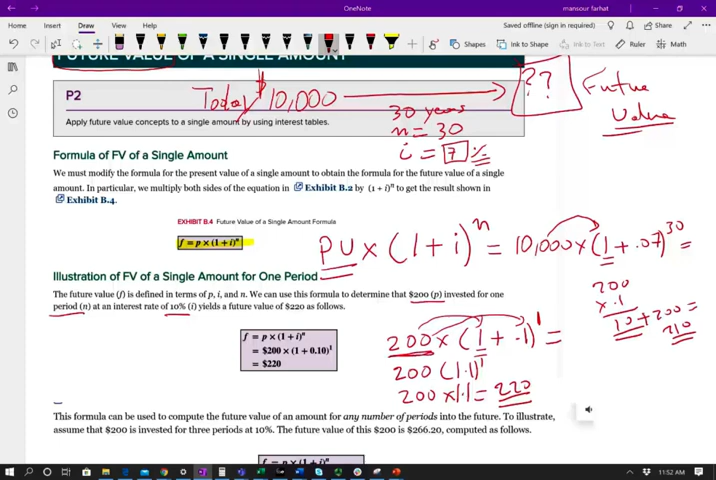 OneNote
mansour farhat
Home Insert Draw View Help
Saved offline (sign in required)
Share
Shapes Ink to Shape Ink to Text Ruler Math
FUTURE VALUE OF A SINGLE AMOUNT
P2
Today $10,000
??
Future Value
30 years
n = 30
i = 7 %
Apply future value concepts to a single amount by using interest tables.
Formula of FV of a Single Amount
We must modify the formula for the present value of a single amount to obtain the formula for the future value of a single
amount. In particular, we multiply both sides of the equation in Exhibit B.2 by (1 + i)ⁿ to get the result shown in
Exhibit B.4.
EXHIBIT B.4 Future Value of a Single Amount Formula
f = p × (1 + i)ⁿ
PV × (1 + i)ⁿ = 10,000 × (1 + .07)³⁰ =
Illustration of FV of a Single Amount for One Period
The future value (f) is defined in terms of p, i, and n. We can use this formula to determine that $200 (p) invested for one
period (n) at an interest rate of 10% (i) yields a future value of $220 as follows.
200
× .1
10 + 200 =
210
f = p × (1 + i)ⁿ
= $200 × (1 + 0.10)¹
= $220
200 × (1 + .1)¹ =
200 (1.1)¹
200 × 1.1 = 220
This formula can be used to compute the future value of an amount for any number of periods into the future. To illustrate,
assume that $200 is invested for three periods at 10%. The future value of this $200 is $266.20, computed as follows.
f = p × (1 + i)ⁿ
11:52 AM